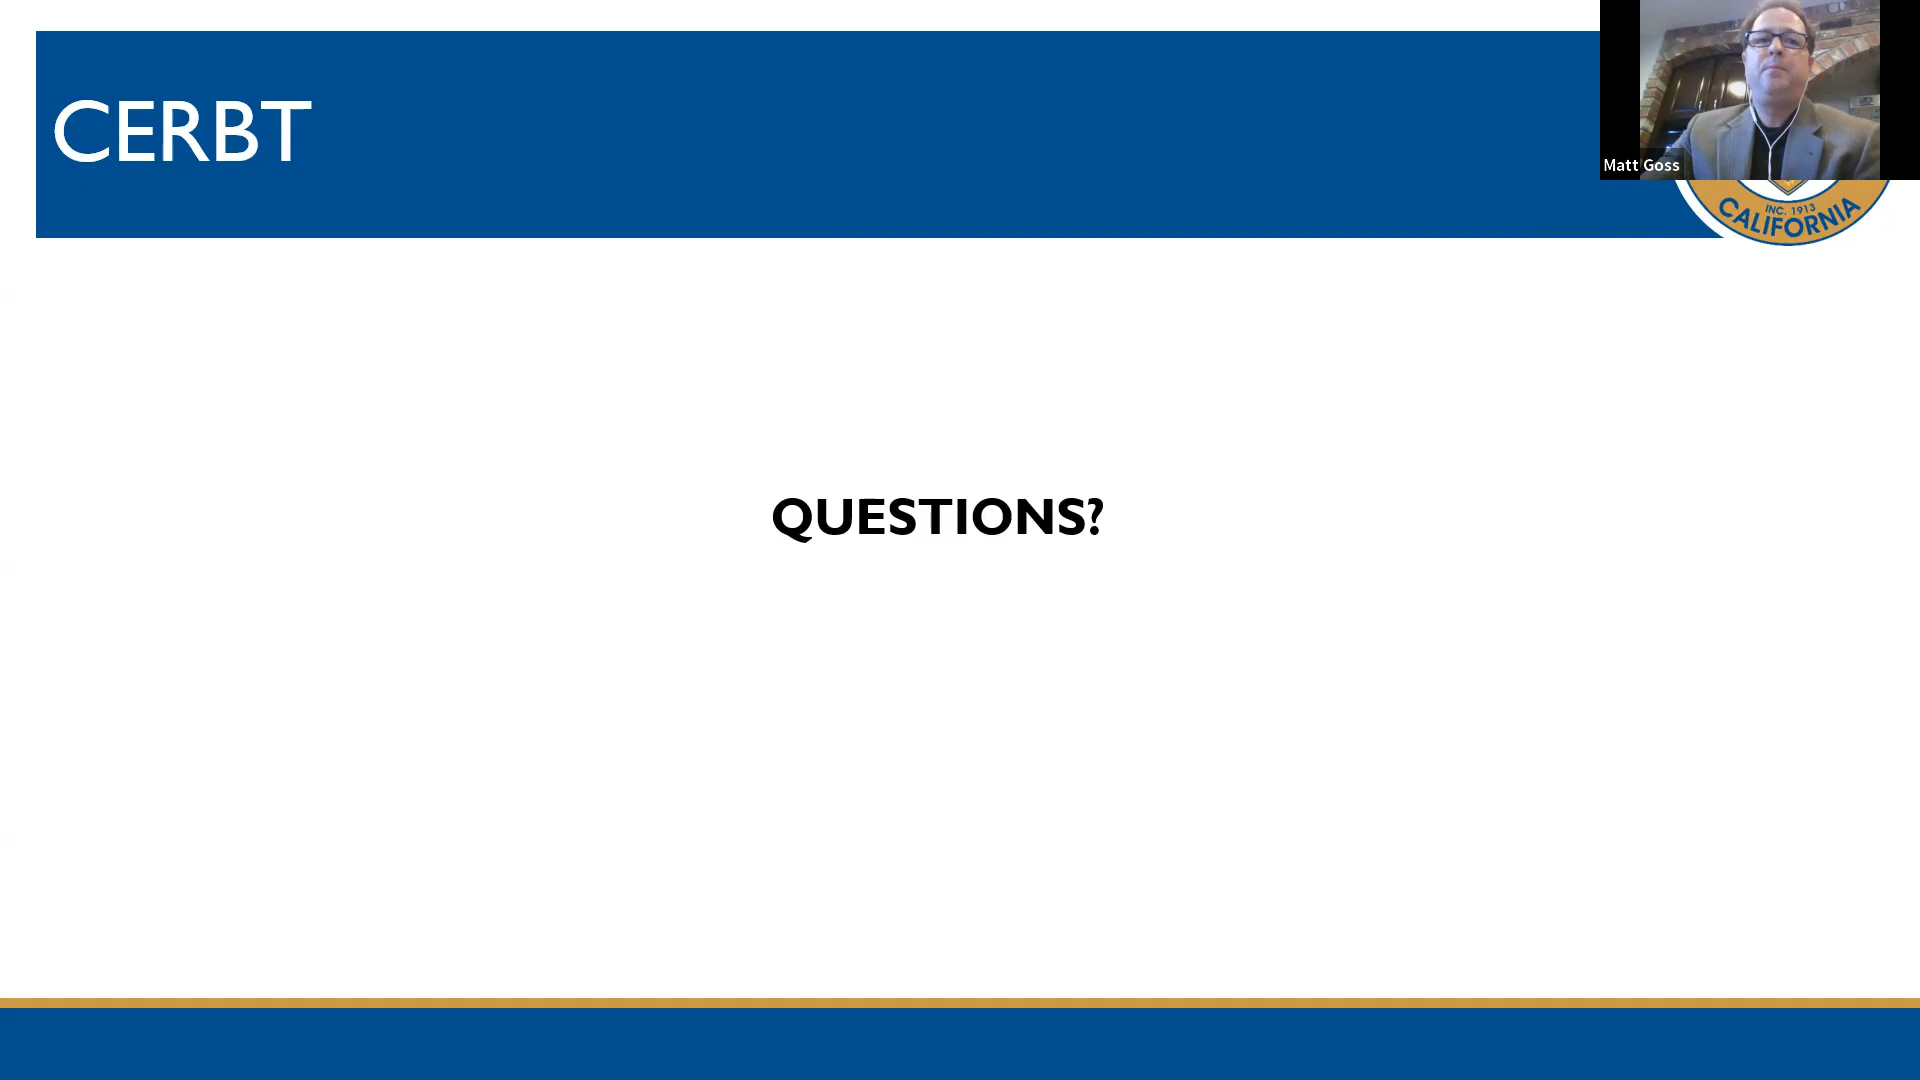 CERBT
Matt Goss
INC. 1913
CALIFORNIA
QUESTIONS?